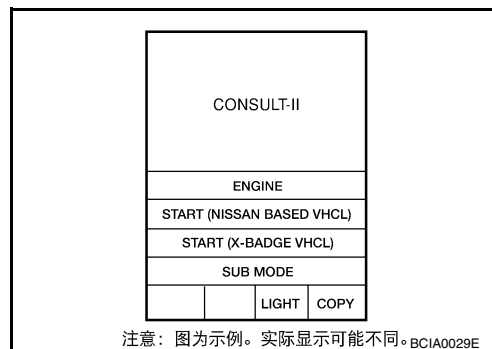 CONSULT-II
ENGINE
START (NISSAN BASED VHCL)
START (X-BADGE VHCL)
SUB MODE
LIGHT COPY
注意：图为示例。实际显示可能不同。BCIA0029E